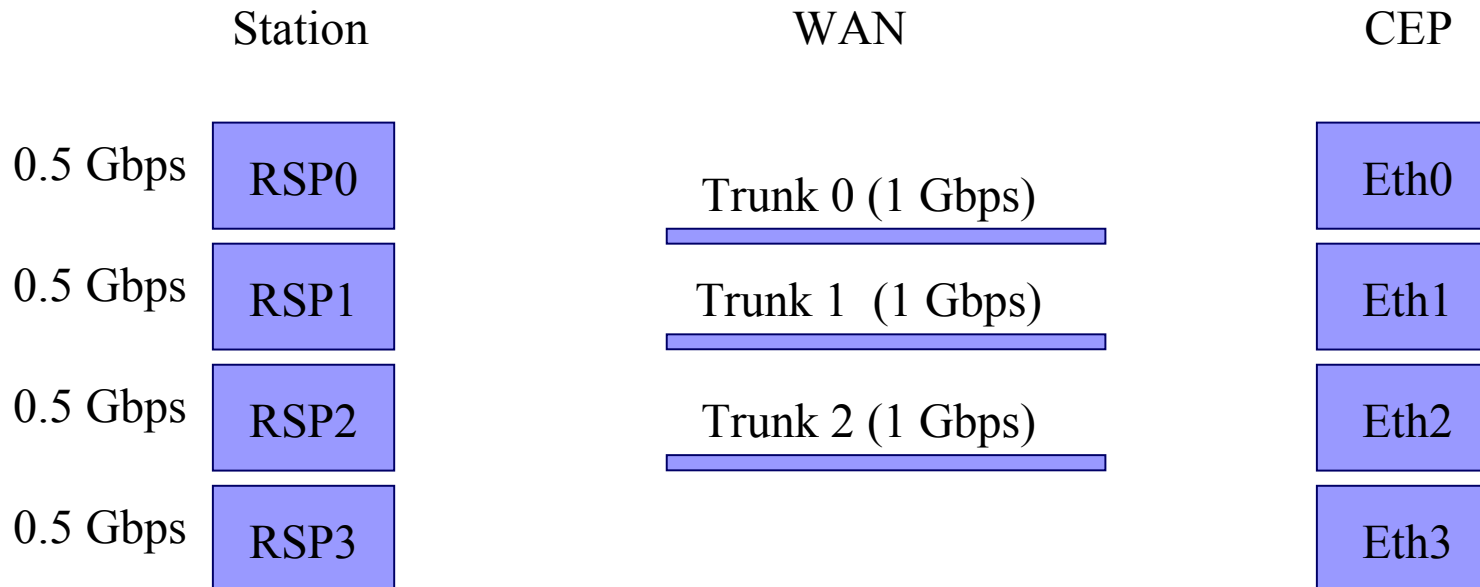 Station
WAN
CEP
0.5 Gbps
RSP0
Trunk 0 (1 Gbps)
Eth0
0.5 Gbps
RSP1
Trunk 1  (1 Gbps)
Eth1
0.5 Gbps
RSP2
Trunk 2 (1 Gbps)
Eth2
0.5 Gbps
RSP3
Eth3